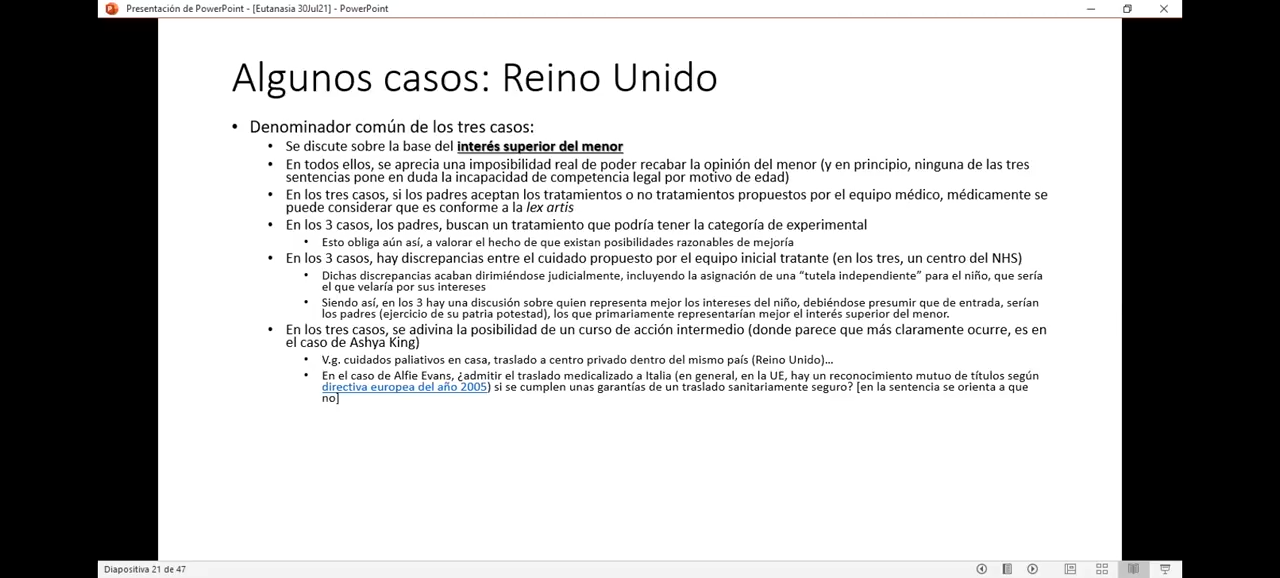 Presentación de PowerPoint - [Eutanasia 30Jul21] - PowerPoint
Algunos casos: Reino Unido
• Denominador común de los tres casos:
• Se discute sobre la base del interés superior del menor
• En todos ellos, se aprecia una imposibilidad real de poder recabar la opinión del menor (y en principio, ninguna de las tres
sentencias pone en duda la incapacidad de competencia legal por motivo de edad)
• En los tres casos, si los padres aceptan los tratamientos o no tratamientos propuestos por el equipo médico, médicamente se
puede considerar que es conforme a la lex artis
• En los 3 casos, los padres, buscan un tratamiento que podría tener la categoría de experimental
• Esto obliga aún así, a valorar el hecho de que existan posibilidades razonables de mejoría
• En los 3 casos, hay discrepancias entre el cuidado propuesto por el equipo inicial tratante (en los tres, un centro del NHS)
• Dichas discrepancias acaban dirimiéndose judicialmente, incluyendo la asignación de una “tutela independiente” para el niño, que sería
el que velaría por sus intereses
• Siendo así, en los 3 hay una discusión sobre quien representa mejor los intereses del niño, debiéndose presumir que de entrada, serían
los padres (ejercicio de su patria potestad), los que primariamente representarían mejor el interés superior del menor.
• En los tres casos, se adivina la posibilidad de un curso de acción intermedio (donde parece que más claramente ocurre, es en
el caso de Ashya King)
• V.g. cuidados paliativos en casa, traslado a centro privado dentro del mismo país (Reino Unido)…
• En el caso de Alfie Evans, ¿admitir el traslado medicalizado a Italia (en general, en la UE, hay un reconocimiento mutuo de títulos según
directiva europea del año 2005) si se cumplen unas garantías de un traslado sanitariamente seguro? [en la sentencia se orienta a que
no]
Diapositiva 21 de 47